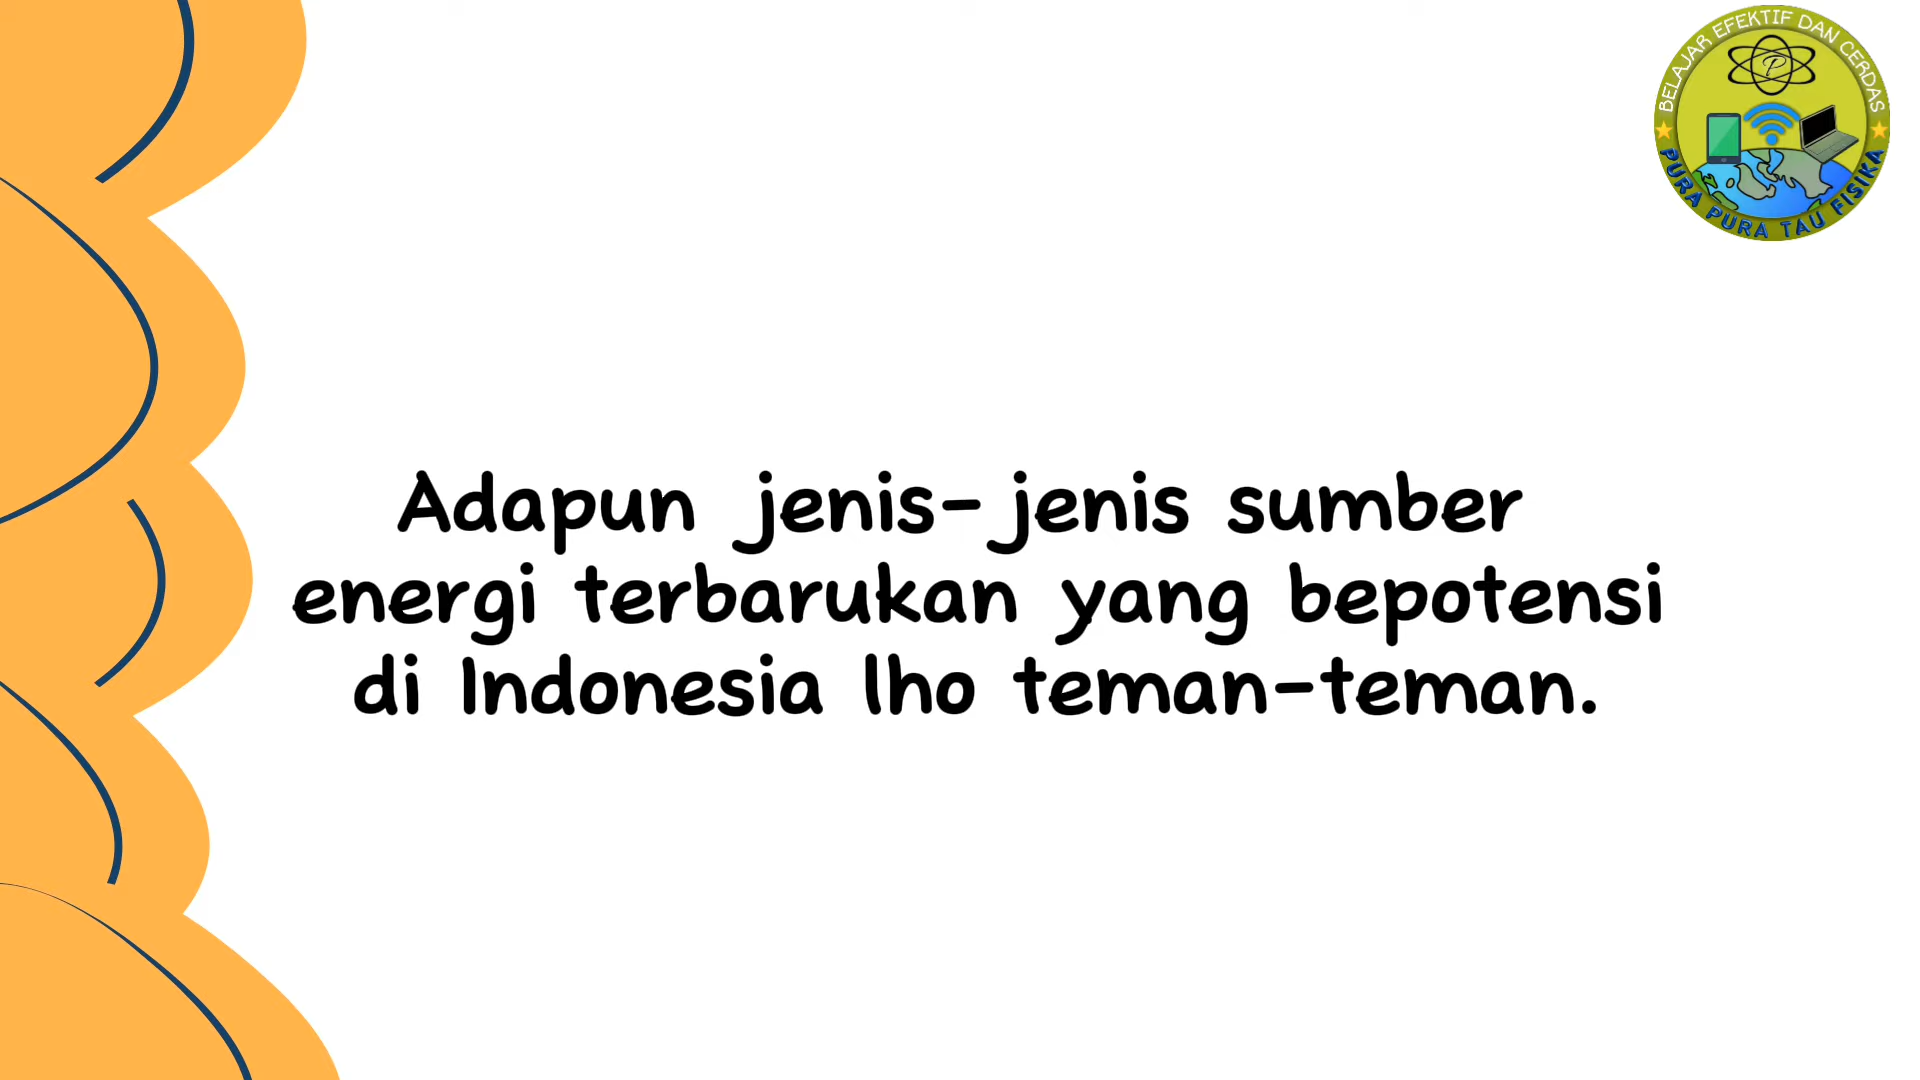 BELAJAR EFEKTIF DAN CERDAS
P
PURA PURA TAU FISIKA
Adapun jenis-jenis sumber
energi terbarukan yang bepotensi
di Indonesia lho teman-teman.